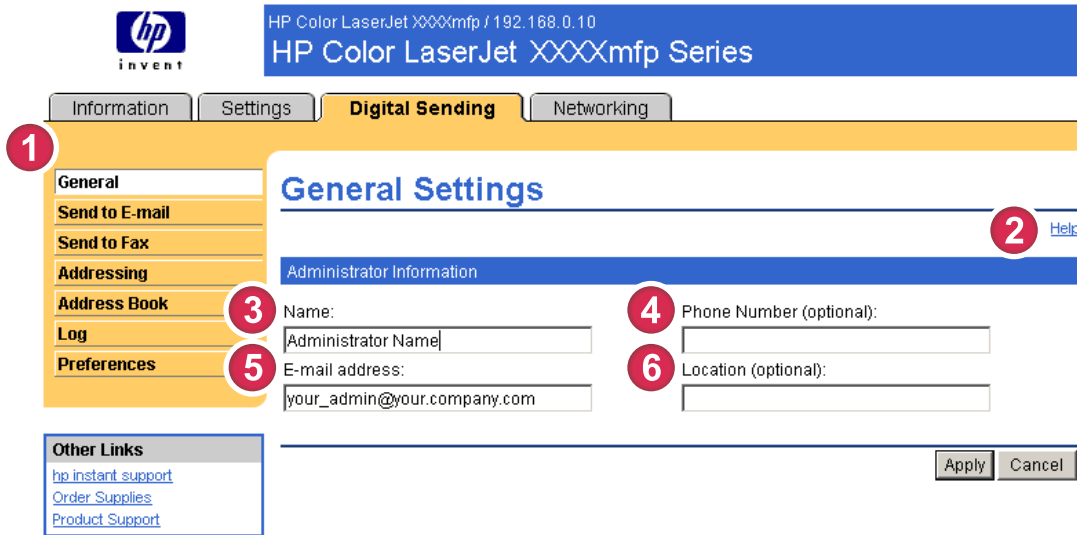 hp
invent
HP Color LaserJet XXXXmfp / 192.168.0.10
HP Color LaserJet XXXXmfp Series
Information
Settings
Digital Sending
Networking
1
General
Send to E-mail
Send to Fax
Addressing
Address Book
Log
Preferences
General Settings
2
Help
Administrator Information
3
Name:
4
Phone Number (optional):
Administrator Name
5
E-mail address:
6
Location (optional):
your_admin@your.company.com
Apply
Cancel
Other Links
hp instant support
Order Supplies
Product Support